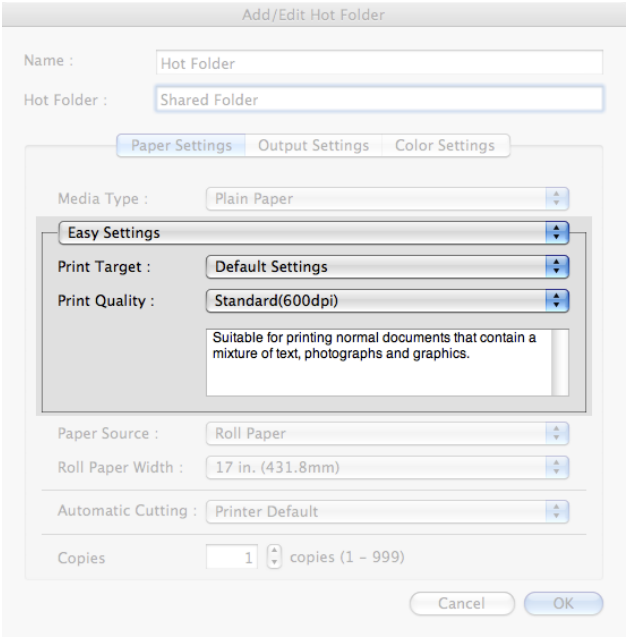 Add/Edit Hot Folder
Name : Hot Folder
Hot Folder : Shared Folder
Paper Settings Output Settings Color Settings
Media Type : Plain Paper
Easy Settings
Print Target : Default Settings
Print Quality : Standard(600dpi)
Suitable for printing normal documents that contain a
mixture of text, photographs and graphics.
Paper Source : Roll Paper
Roll Paper Width : 17 in. (431.8mm)
Automatic Cutting : Printer Default
Copies 1 copies (1 – 999)
Cancel OK